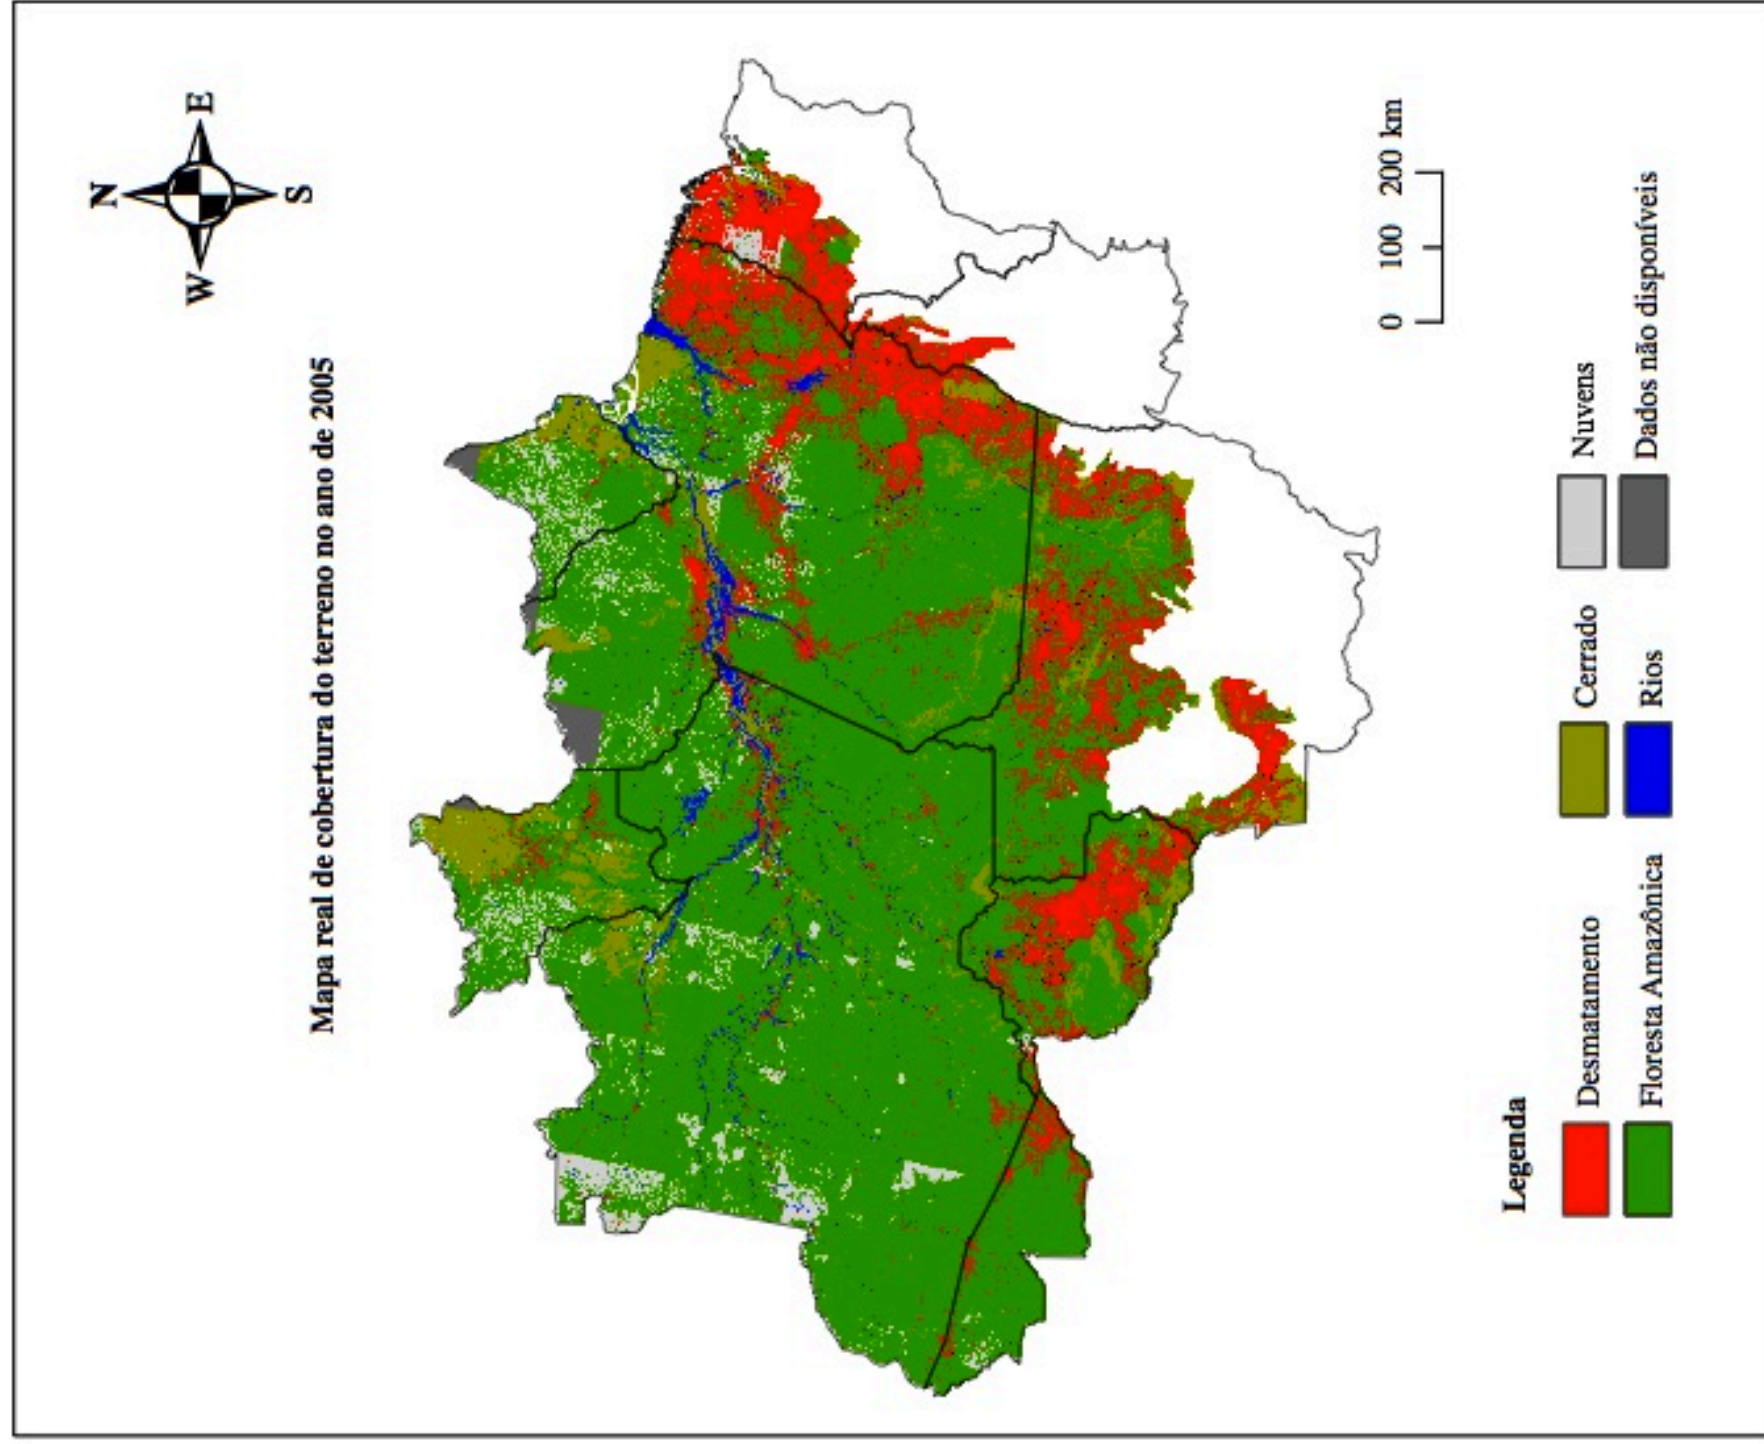 N
W
E
S
Mapa real de cobertura do terreno no ano de 2005
0 100 200 km
Legenda
Desmatamento
Cerrado
Nuvens
Floresta Amazônica
Rios
Dados não disponíveis